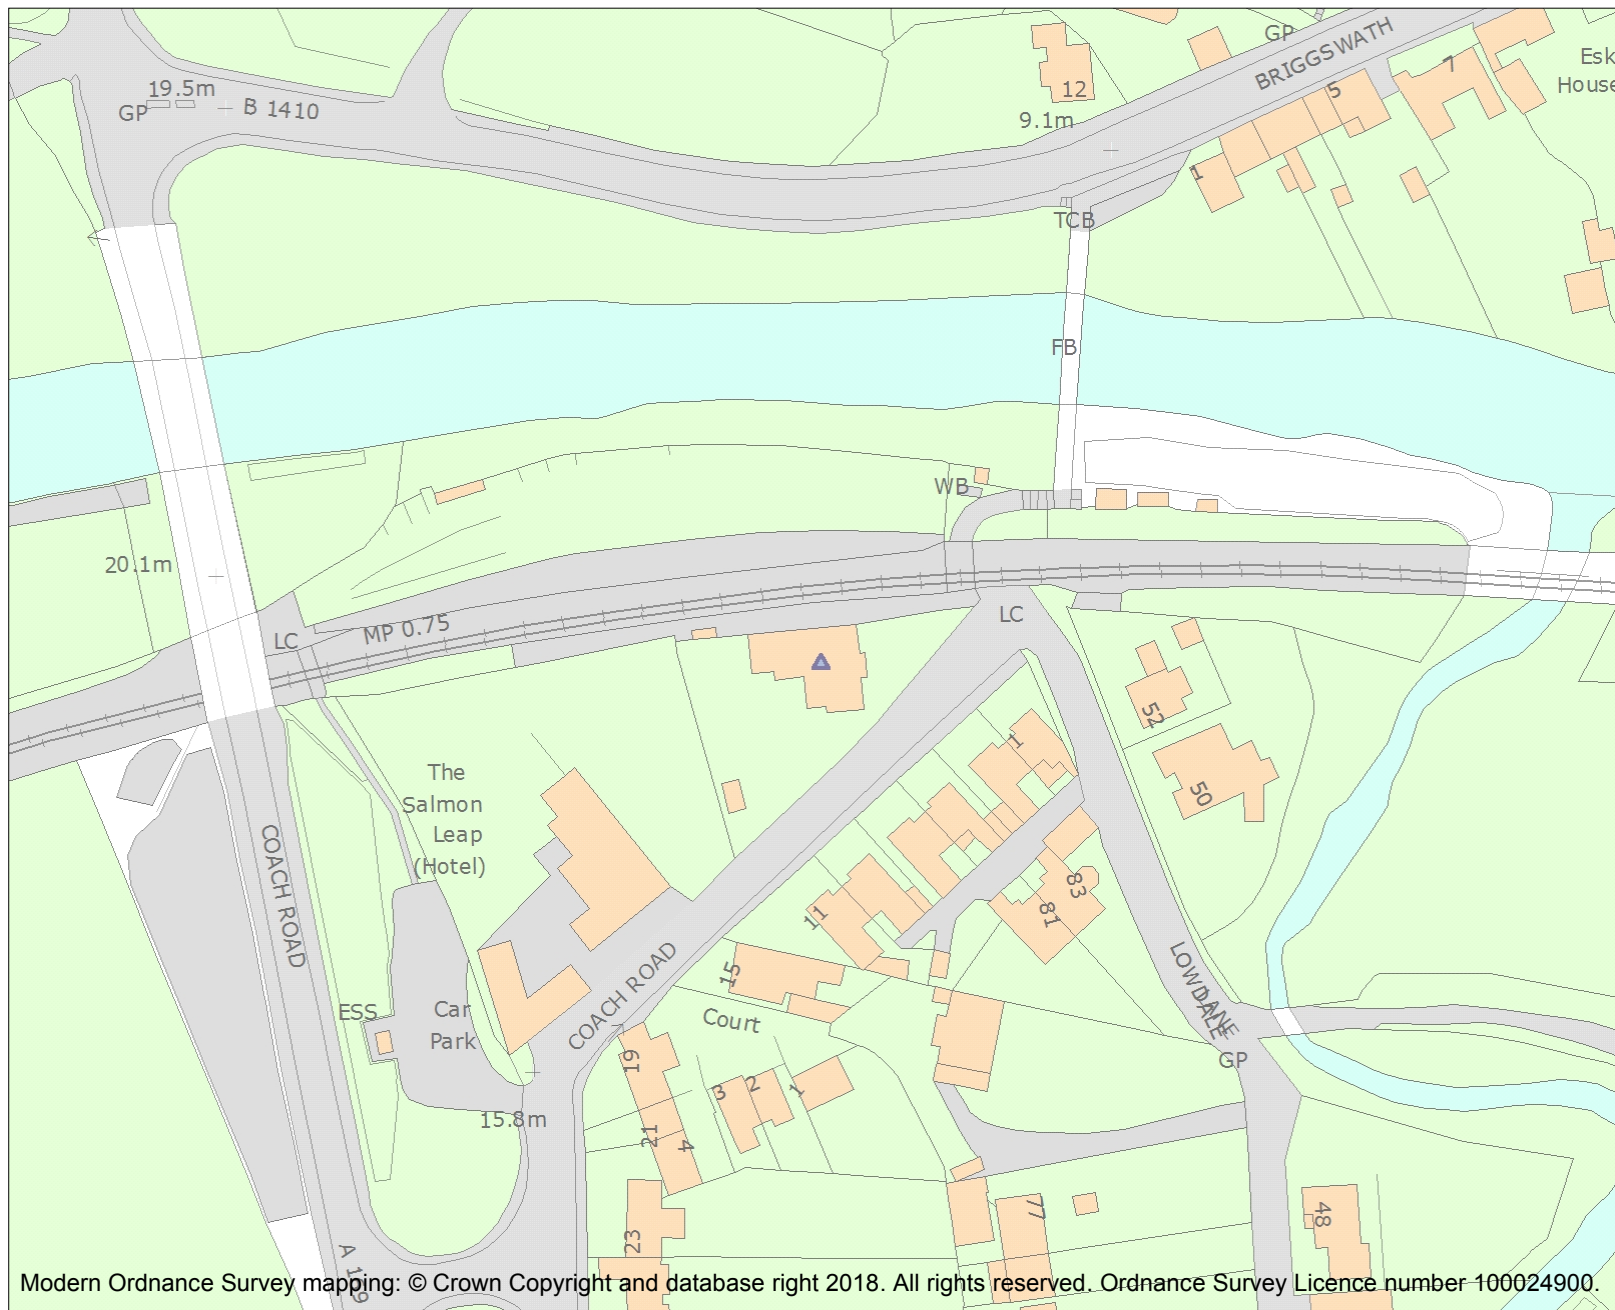 GP
BRIGGSWATH
Esk
House
7
5
12
19.5m
GP
B 1410
9.1m
1
TCB
FB
WB
20.1m
LC
MP 0.75
LC
52
50
1
The
Salmon
Leap
(Hotel)
COACH ROAD
83
81
11
15
COACH ROAD
LOWDALE
LANE
ESS
Car
Park
Court
GP
19
3
2
1
15.8m
21
4
77
48
23
A 169
Modern Ordnance Survey mapping: © Crown Copyright and database right 2018. All rights reserved. Ordnance Survey Licence number 100024900.